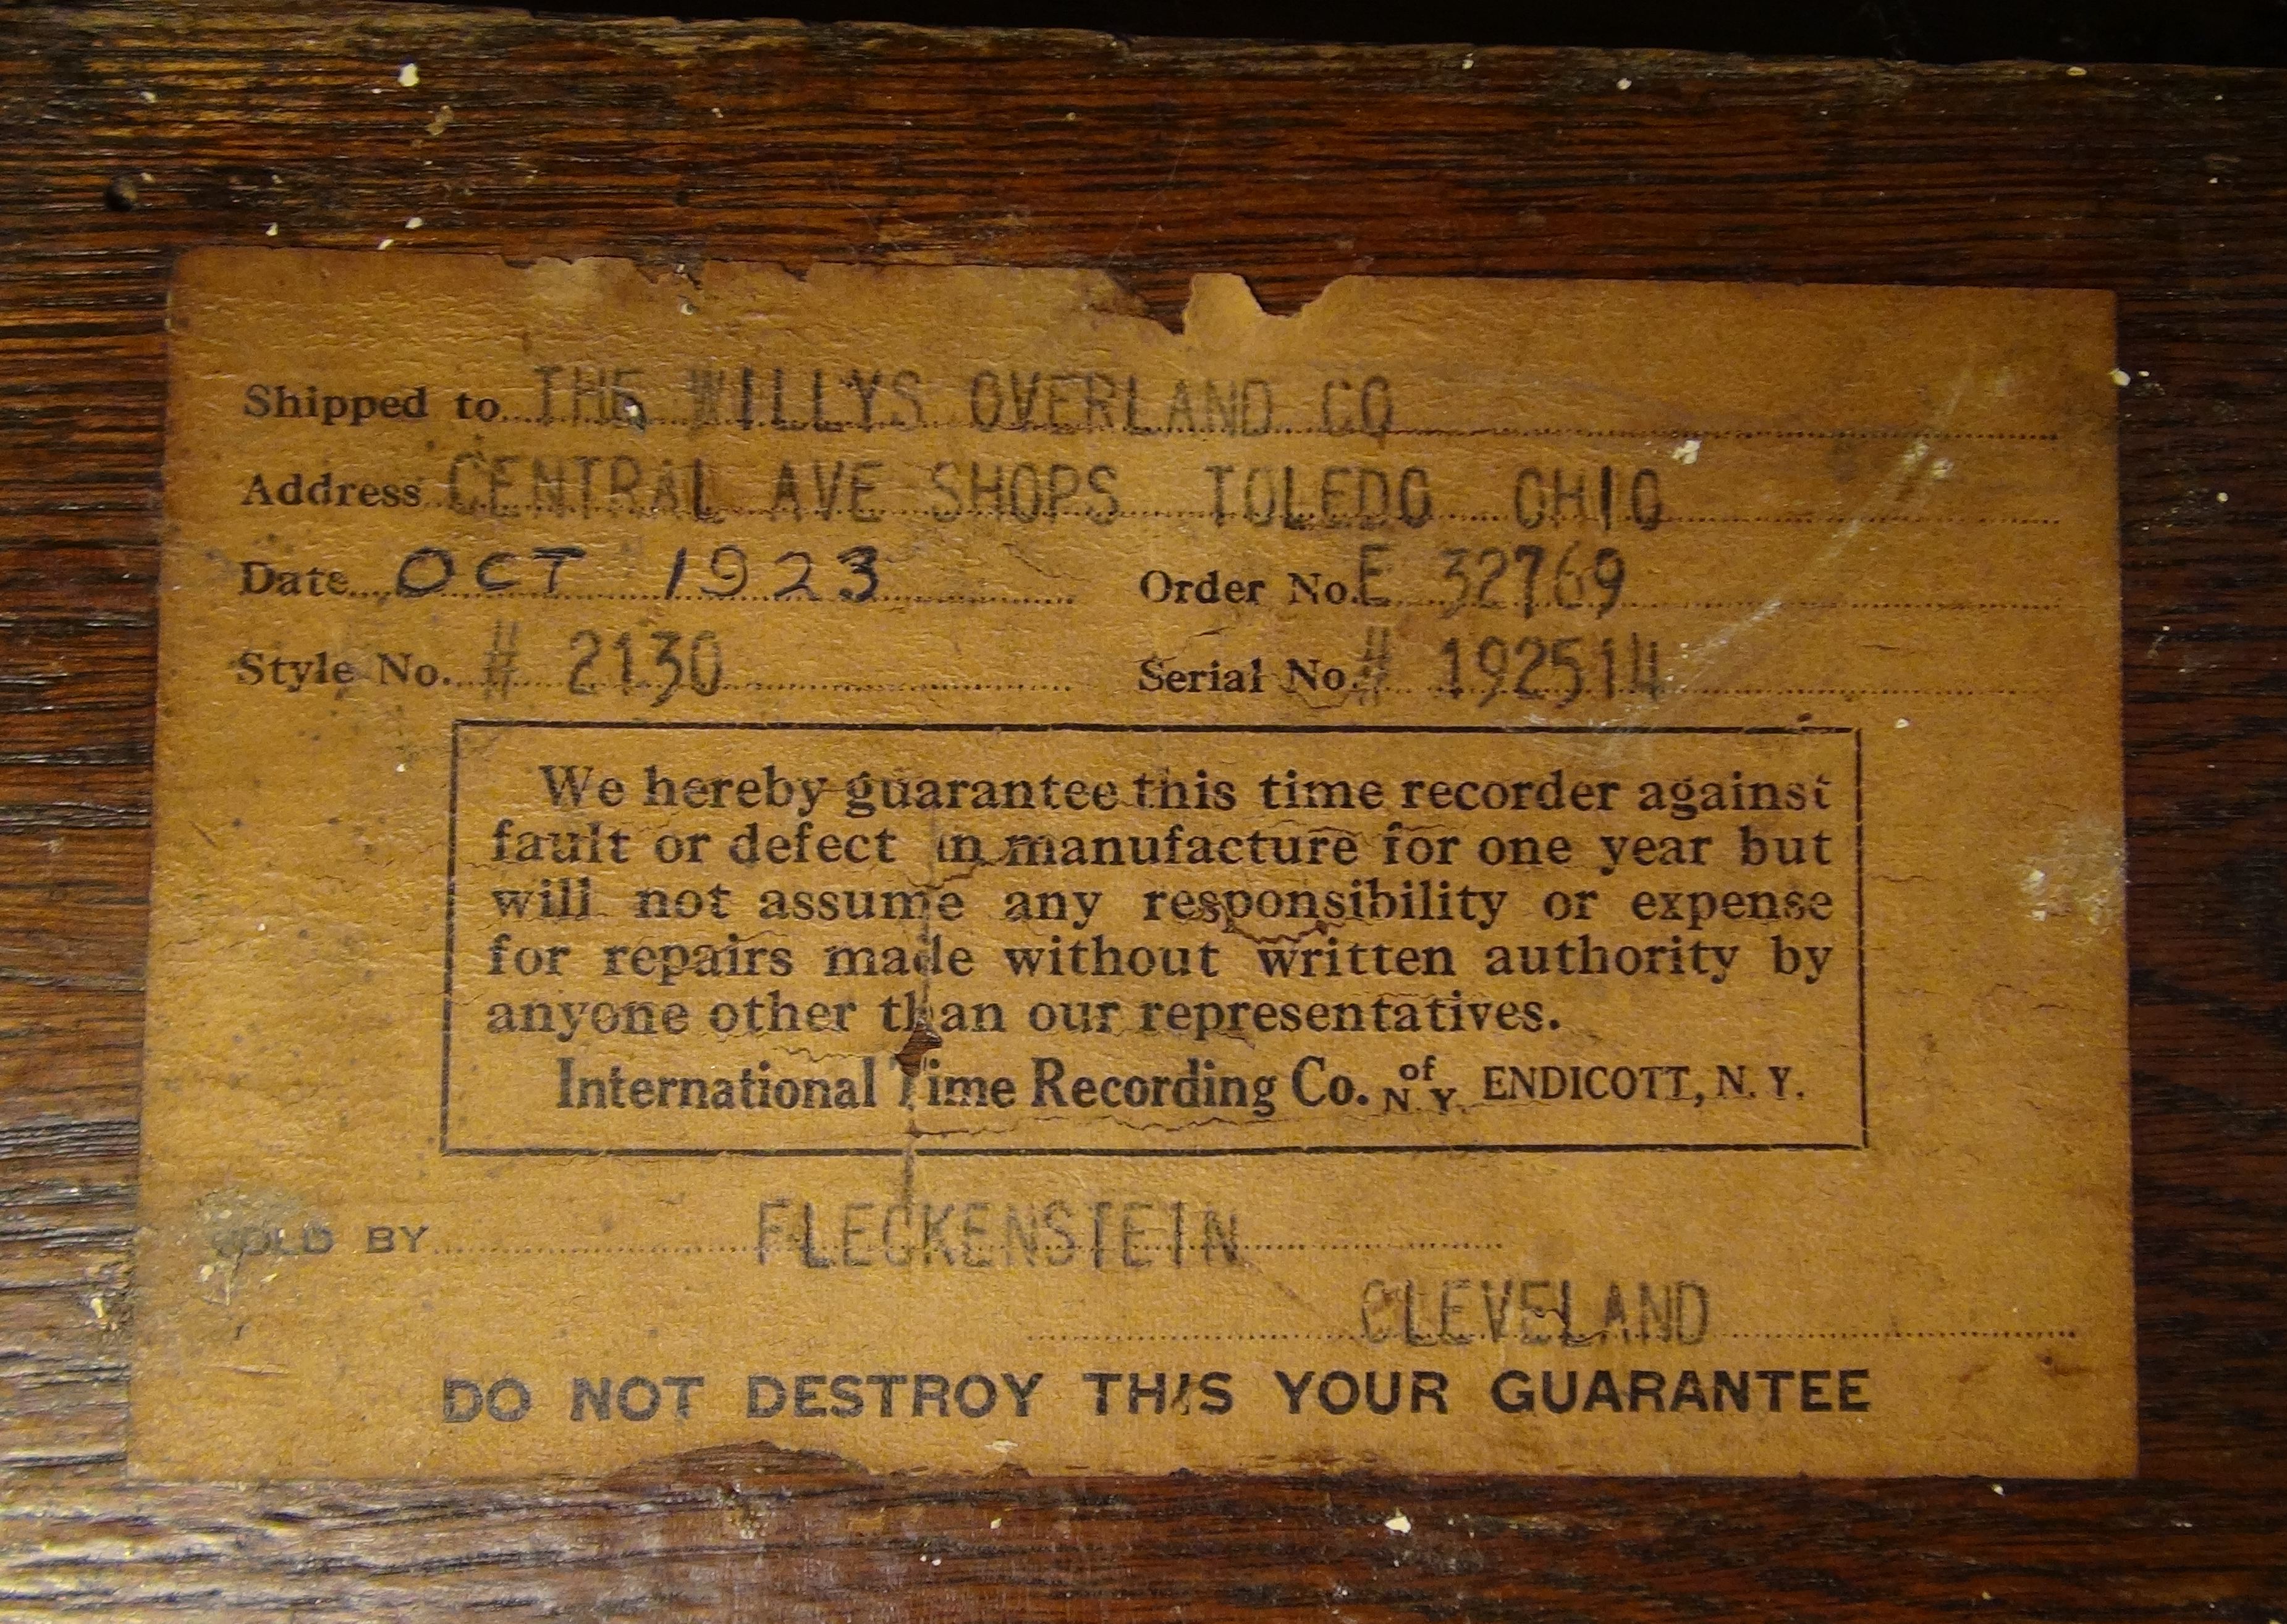 Shipped to THE WILLYS OVERLAND CO
Address CENTRAL AVE SHOPS TOLEDO OHIO
Date OCT 1923 Order No. E 32769
Style No. # 2130 Serial No. # 192514
We hereby guarantee this time recorder against
fault or defect in manufacture for one year but
will not assume any responsibility or expense
for repairs made without written authority by
anyone other than our representatives.
International Time Recording Co. of N. Y. ENDICOTT, N. Y.
SOLD BY FLECKENSTEIN
CLEVELAND
DO NOT DESTROY THIS YOUR GUARANTEE